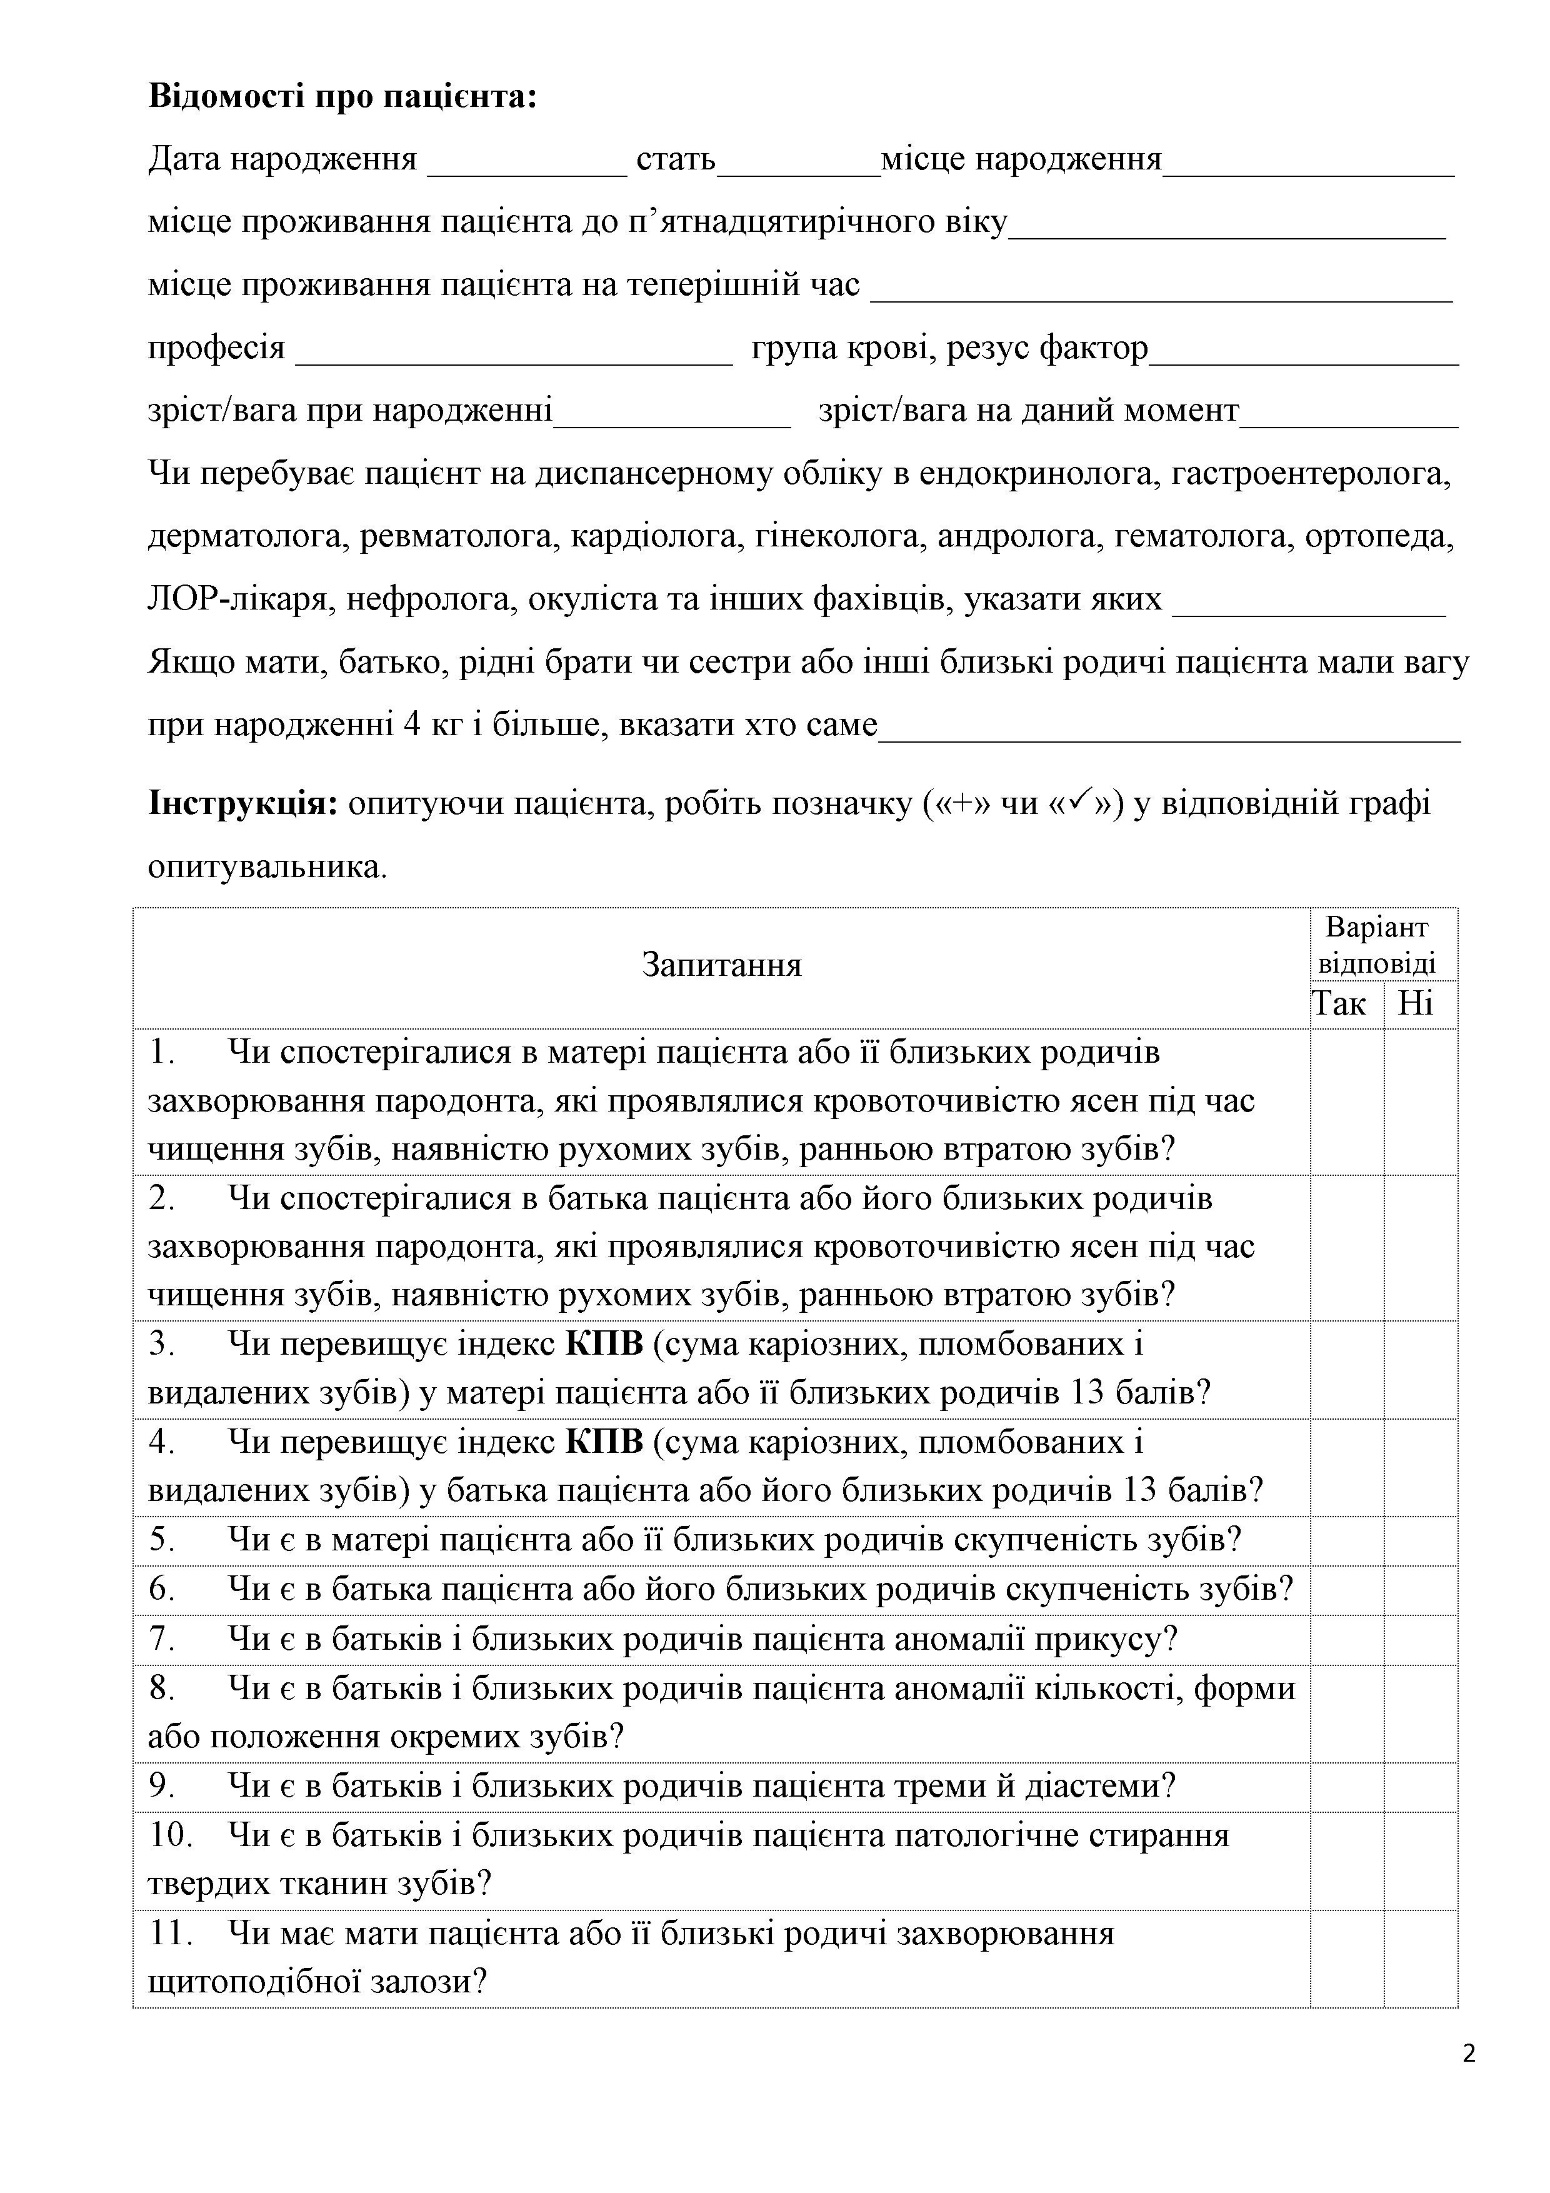 Відомості про пацієнта:
Дата народження ___________ стать_________місце народження________________
місце проживання пацієнта до п’ятнадцятирічного віку________________________
місце проживання пацієнта на теперішній час ________________________________
професія ________________________ група крові, резус фактор_________________
зріст/вага при народженні_____________ зріст/вага на даний момент____________
Чи перебуває пацієнт на диспансерному обліку в ендокринолога, гастроентеролога,
дерматолога, ревматолога, кардіолога, гінеколога, андролога, гематолога, ортопеда,
ЛОР-лікаря, нефролога, окуліста та інших фахівців, указати яких _______________
Якщо мати, батько, рідні брати чи сестри або інші близькі родичі пацієнта мали вагу
при народженні 4 кг і більше, вказати хто саме________________________________
Інструкція: опитуючи пацієнта, робіть позначку («+» чи «✓») у відповідній графі
опитувальника.
Запитання
Варіант
відповіді
Так Ні
1. Чи спостерігалися в матері пацієнта або її близьких родичів
захворювання пародонта, які проявлялися кровоточивістю ясен під час
чищення зубів, наявністю рухомих зубів, ранньою втратою зубів?
2. Чи спостерігалися в батька пацієнта або його близьких родичів
захворювання пародонта, які проявлялися кровоточивістю ясен під час
чищення зубів, наявністю рухомих зубів, ранньою втратою зубів?
3. Чи перевищує індекс КПВ (сума каріозних, пломбованих і
видалених зубів) у матері пацієнта або її близьких родичів 13 балів?
4. Чи перевищує індекс КПВ (сума каріозних, пломбованих і
видалених зубів) у батька пацієнта або його близьких родичів 13 балів?
5. Чи є в матері пацієнта або її близьких родичів скупченість зубів?
6. Чи є в батька пацієнта або його близьких родичів скупченість зубів?
7. Чи є в батьків і близьких родичів пацієнта аномалії прикусу?
8. Чи є в батьків і близьких родичів пацієнта аномалії кількості, форми
або положення окремих зубів?
9. Чи є в батьків і близьких родичів пацієнта треми й діастеми?
10. Чи є в батьків і близьких родичів пацієнта патологічне стирання
твердих тканин зубів?
11. Чи має мати пацієнта або її близькі родичі захворювання
щитоподібної залози?
2